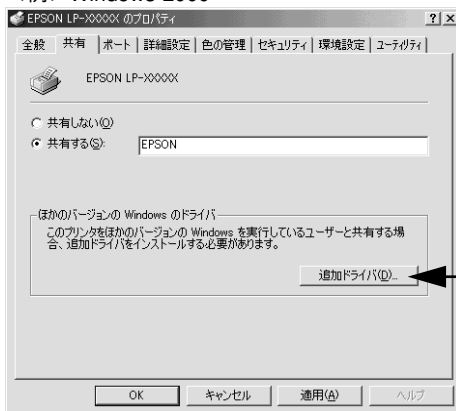 EPSON LP-XXXXX のプロパティ
全般 共有 ポート 詳細設定 色の管理 セキュリティ 環境設定 ユーティリティ
EPSON LP-XXXXX
共有しない(O)
共有する(S): EPSON
ほかのバージョンの Windows のドライバ
このプリンタをほかのバージョンの Windows を実行しているユーザーと共有する場
合、追加ドライバをインストールする必要があります。
追加ドライバ(D)...
OK キャンセル 適用(A) ヘルプ